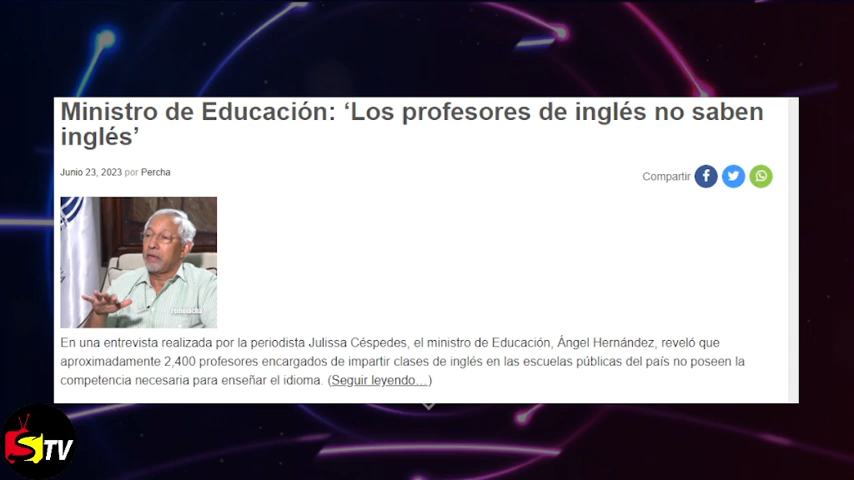 Ministro de Educación: ‘Los profesores de inglés no saben
inglés’
Junio 23, 2023 por Percha
Compartir
En una entrevista realizada por la periodista Julissa Céspedes, el ministro de Educación, Ángel Hernández, reveló que
aproximadamente 2,400 profesores encargados de impartir clases de inglés en las escuelas públicas del país no poseen la
competencia necesaria para enseñar el idioma. (Seguir leyendo...)
STV